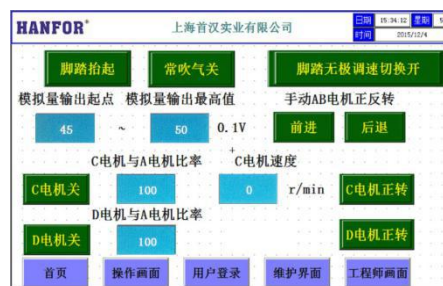 HANFOR®
上海首汉实业有限公司
日期 15:34:12 星期 5
时间 2015/12/4
脚踏抬起 常吹气关 脚踏无极调速切换开
模拟量输出起点 模拟量输出最高值 手动AB电机正反转
45 ~ 50 0.1V 前进 后退
+
C电机与A电机比率 C电机速度
C电机关 100 0 r/min C电机正转
D电机与A电机比率
D电机关 100 D电机正转
首页 操作画面 用户登录 维护界面 工程师画面